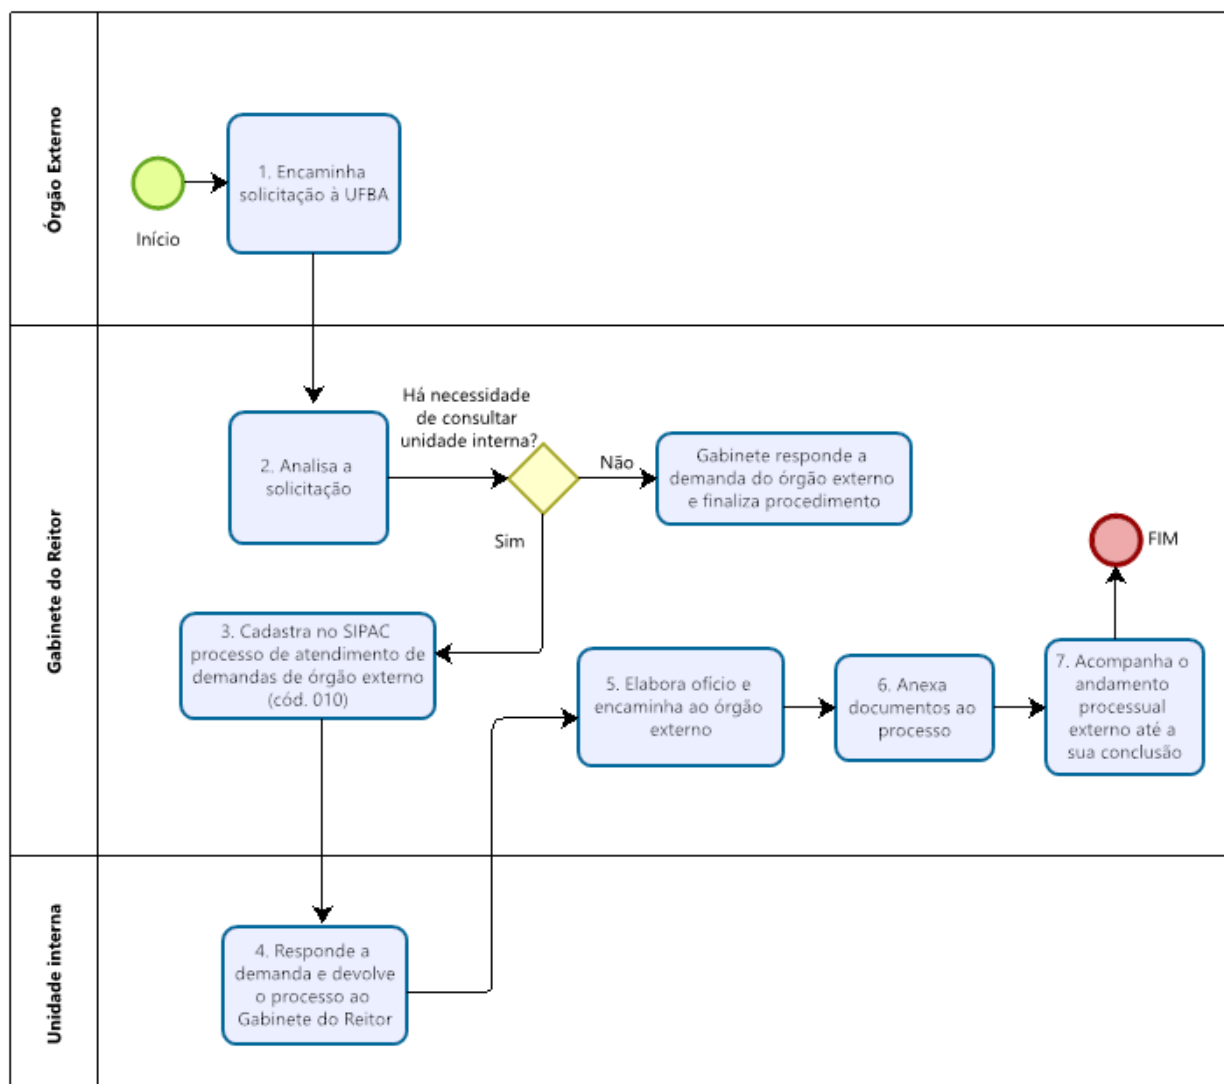 Órgão Externo
1. Encaminha
solicitação à UFBA
Início
Gabinete do Reitor
Há necessidade
de consultar
unidade interna?
2. Analisa a
solicitação
Não
Gabinete responde a
demanda do órgão externo
e finaliza procedimento
Sim
FIM
3. Cadastra no SIPAC
processo de atendimento de
demandas de órgão externo
(cód. 010)
5. Elabora ofício e
encaminha ao órgão
externo
6. Anexa
documentos ao
processo
7. Acompanha o
andamento
processual
externo até a
sua conclusão
Unidade interna
4. Responde a
demanda e devolve
o processo ao
Gabinete do Reitor